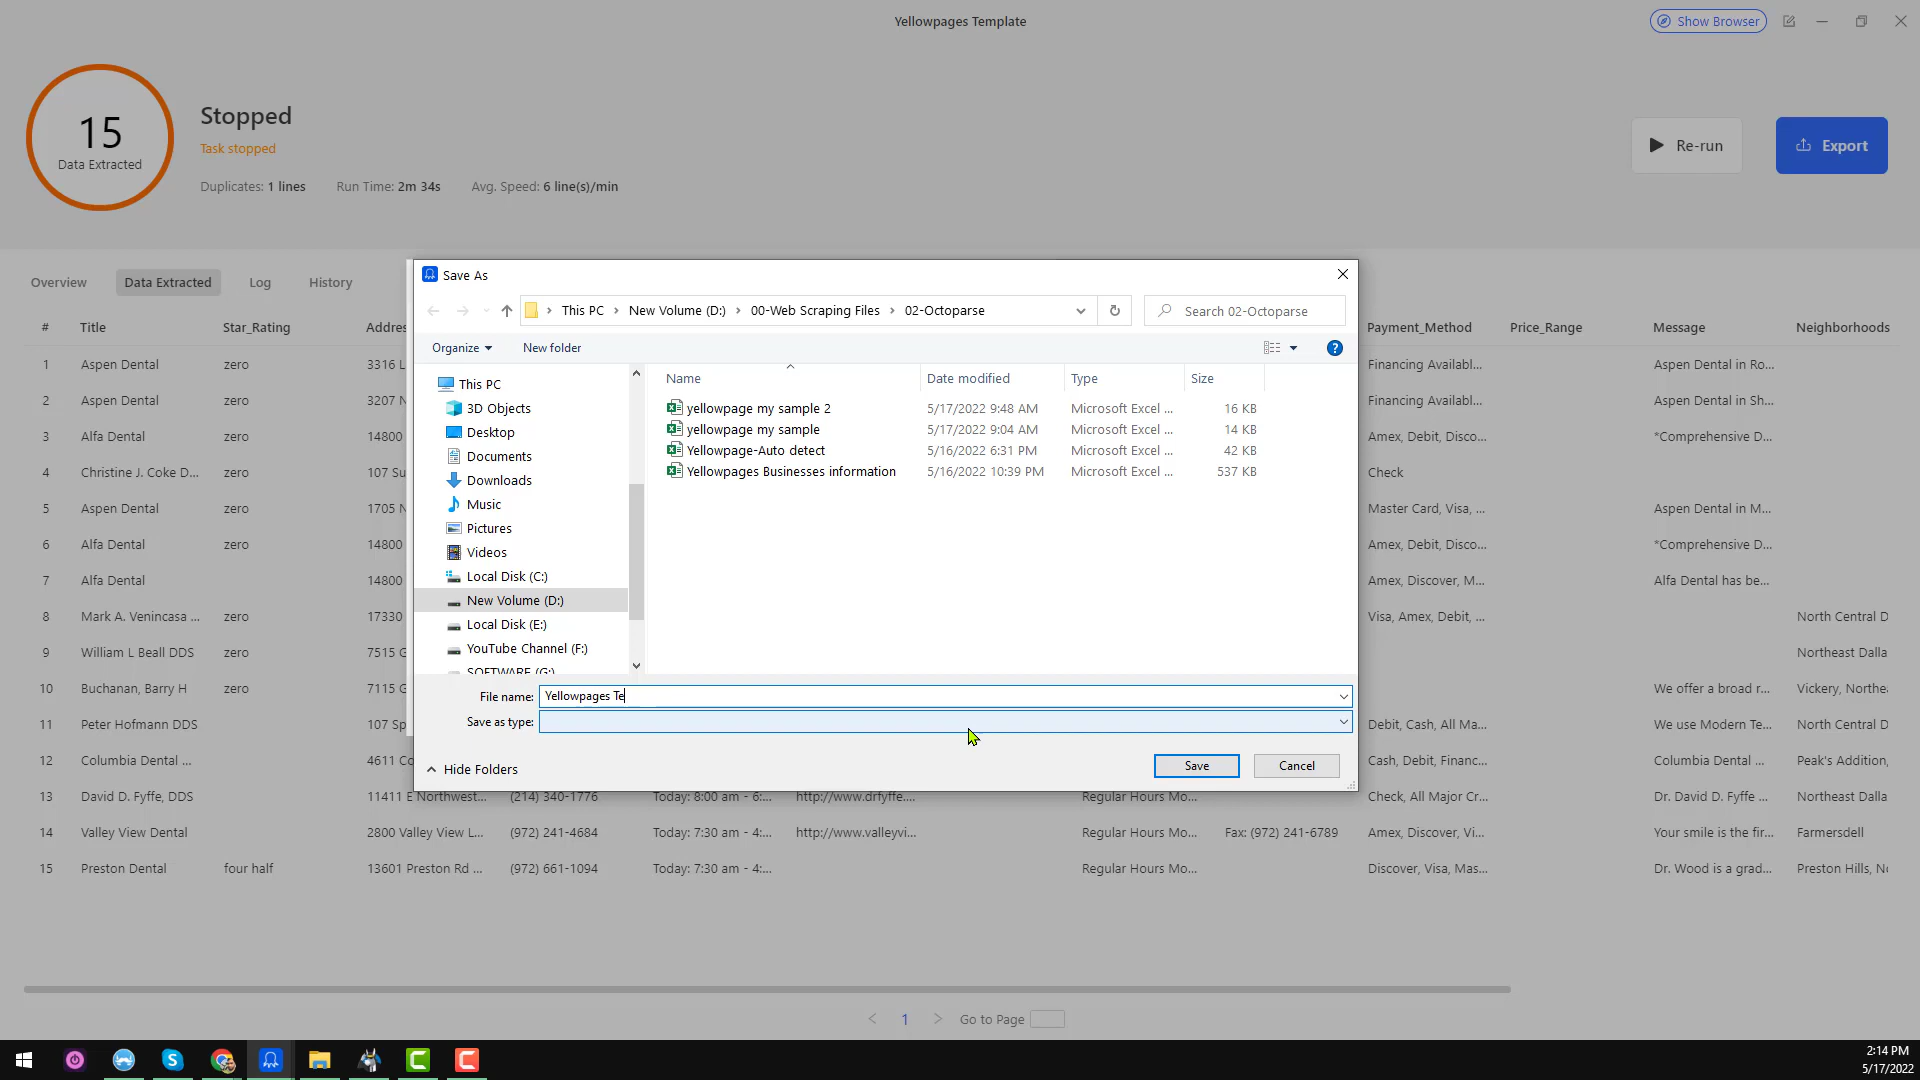 Yellowpages Template
Show Browser
15
Data Extracted
Stopped
Task stopped
Duplicates: 1 lines Run Time: 2m 34s Avg. Speed: 6 line(s)/min
Re-run
Export
Overview Data Extracted Log History
# Title Star_Rating Addres Payment_Method Price_Range Message Neighborhoods
1 Aspen Dental zero 3316 L Financing Availabl... Aspen Dental in Ro...
2 Aspen Dental zero 3207 N Financing Availabl... Aspen Dental in Sh...
3 Alfa Dental zero 14800 Amex, Debit, Disco... *Comprehensive D...
4 Christine J. Coke D... zero 107 Su Check
5 Aspen Dental zero 1705 N Master Card, Visa, ... Aspen Dental in M...
6 Alfa Dental zero 14800 Amex, Debit, Disco... *Comprehensive D...
7 Alfa Dental 14800 Amex, Discover, M... Alfa Dental has be...
8 Mark A. Venincasa ... zero 17330 Visa, Amex, Debit, ... North Central D
9 William L Beall DDS zero 7515 G Northeast Dalla
10 Buchanan, Barry H zero 7115 G We offer a broad r... Vickery, Northea
11 Peter Hofmann DDS 107 Sp Debit, Cash, All Ma... We use Modern Te... North Central D
12 Columbia Dental ... 4611 Co Cash, Debit, Financ... Columbia Dental ... Peak's Addition,
13 David D. Fyffe, DDS 11411 E Northwest... (214) 340-1776 Today: 8:00 am - 6:... http://www.drfyffe.... Regular Hours Mo... Check, All Major Cr... Dr. David D. Fyffe ... Northeast Dalla
14 Valley View Dental 2800 Valley View L... (972) 241-4684 Today: 7:30 am - 4:... http://www.valleyvi... Regular Hours Mo... Fax: (972) 241-6789 Amex, Discover, Vi... Your smile is the fir... Farmersdell
15 Preston Dental four half 13601 Preston Rd ... (972) 661-1094 Today: 7:30 am - 4:... Regular Hours Mo... Discover, Visa, Mas... Dr. Wood is a grad... Preston Hills, No
Save As
This PC › New Volume (D:) › 00-Web Scraping Files › 02-Octoparse
Search 02-Octoparse
Organize New folder
This PC
3D Objects
Desktop
Documents
Downloads
Music
Pictures
Videos
Local Disk (C:)
New Volume (D:)
Local Disk (E:)
YouTube Channel (F:)
SOFTWARE (G:)
Name Date modified Type Size
yellowpage my sample 2 5/17/2022 9:48 AM Microsoft Excel ... 16 KB
yellowpage my sample 5/17/2022 9:04 AM Microsoft Excel ... 14 KB
Yellowpage-Auto detect 5/16/2022 6:31 PM Microsoft Excel ... 42 KB
Yellowpages Businesses information 5/16/2022 10:39 PM Microsoft Excel ... 537 KB
File name: Yellowpages Te
Save as type:
Hide Folders
Save
Cancel
1 Go to Page
2:14 PM
5/17/2022